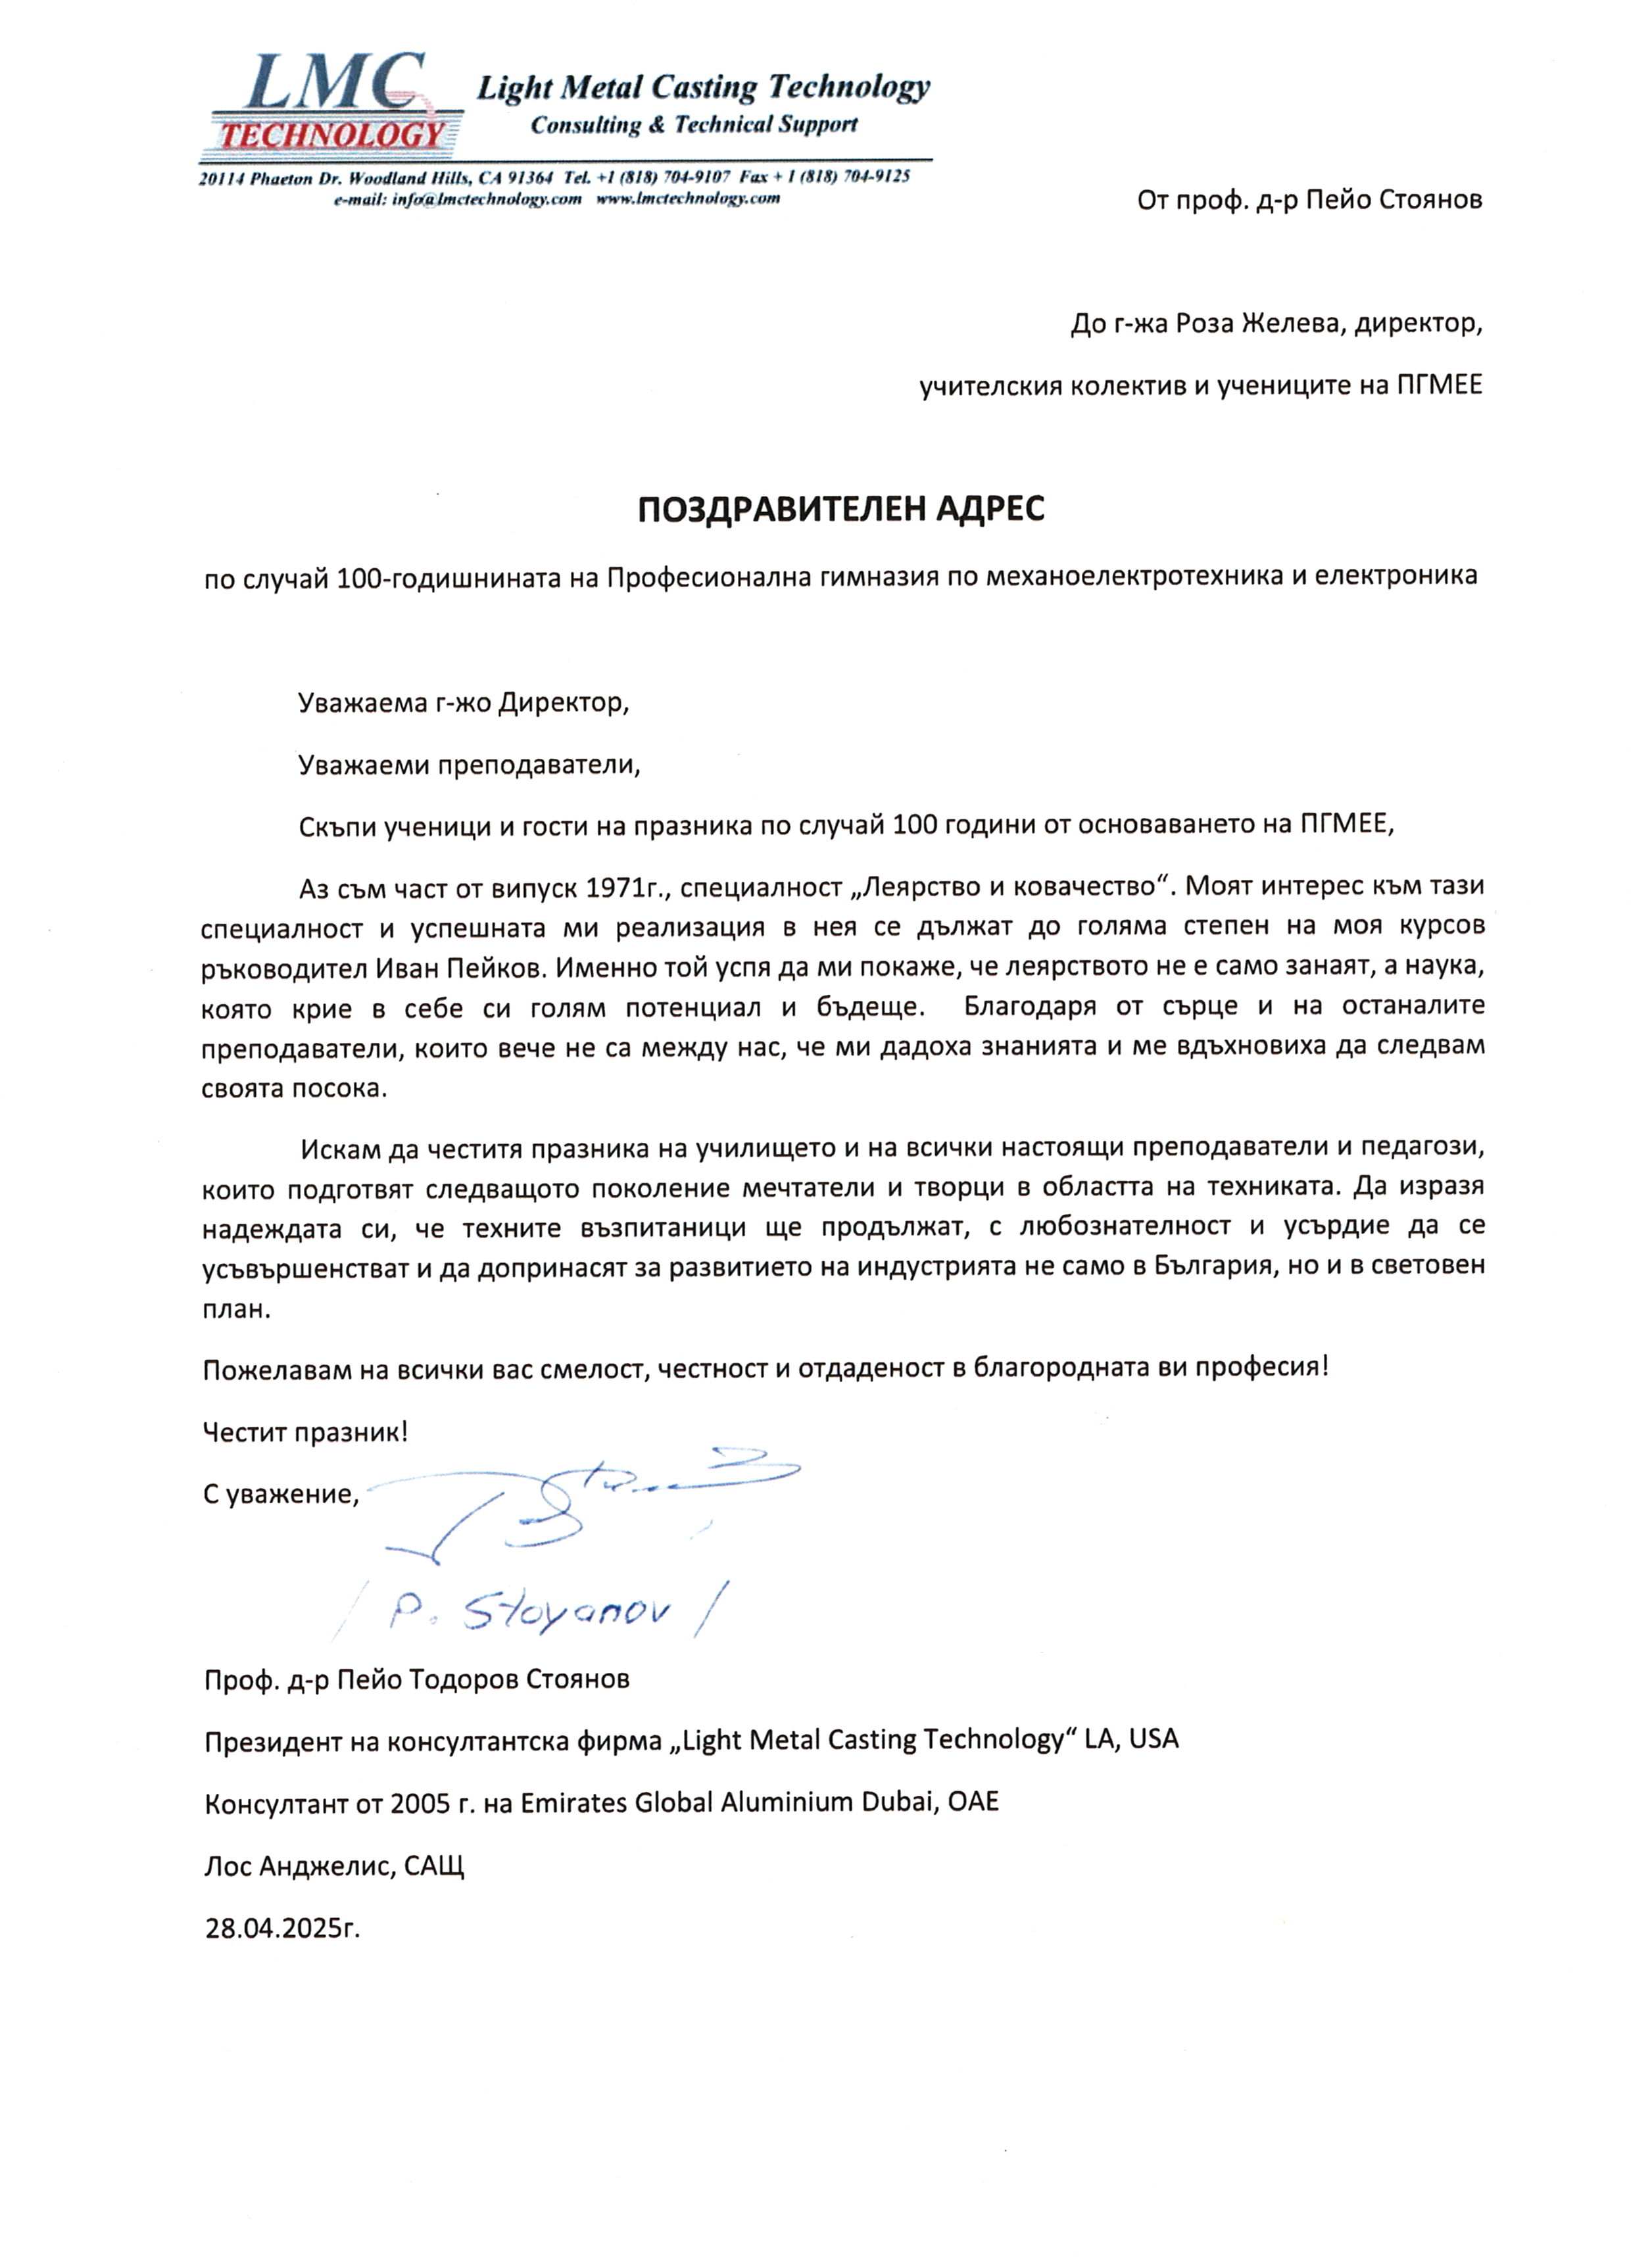 LMC
TECHNOLOGY
Light Metal Casting Technology
Consulting & Technical Support
20114 Phaeton Dr. Woodland Hills, CA 91364 Tel. +1 (818) 704-9107 Fax + 1 (818) 704-9125
e-mail: info@lmctechnology.com www.lmctechnology.com
От проф. д-р Пейо Стоянов
До г-жа Роза Желева, директор,
учителския колектив и учениците на ПГМЕЕ
ПОЗДРАВИТЕЛЕН АДРЕС
по случай 100-годишнината на Професионална гимназия по механоелектротехника и електроника
Уважаема г-жо Директор,
Уважаеми преподаватели,
Скъпи ученици и гости на празника по случай 100 години от основаването на ПГМЕЕ,
Аз съм част от випуск 1971г., специалност „Леярство и ковачество“. Моят интерес към тази
специалност и успешната ми реализация в нея се дължат до голяма степен на моя курсов
ръководител Иван Пейков. Именно той успя да ми покаже, че леярството не е само занаят, а наука,
която крие в себе си голям потенциал и бъдеще. Благодаря от сърце и на останалите
преподаватели, които вече не са между нас, че ми дадоха знанията и ме вдъхновиха да следвам
своята посока.
Искам да честитя празника на училището и на всички настоящи преподаватели и педагози,
които подготвят следващото поколение мечтатели и творци в областта на техниката. Да изразя
надеждата си, че техните възпитаници ще продължат, с любознателност и усърдие да се
усъвършенстват и да допринасят за развитието на индустрията не само в България, но и в световен
план.
Пожелавам на всички вас смелост, честност и отдаденост в благородната ви професия!
Честит празник!
С уважение,
/ P. Stoyanov /
Проф. д-р Пейо Тодоров Стоянов
Президент на консултантска фирма „Light Metal Casting Technology“ LA, USA
Консултант от 2005 г. на Emirates Global Aluminium Dubai, ОАЕ
Лос Анджелис, САЩ
28.04.2025г.